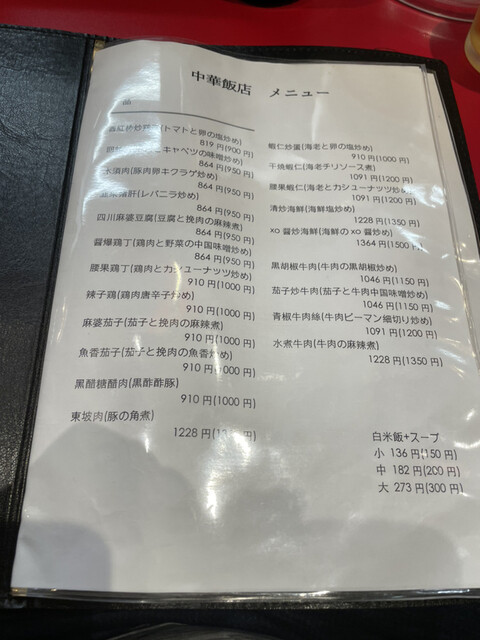 中華飯店 メニュー
品
(トマトと卵の塩炒め)
819 円(900 円)
キャベツの味噌炒め)
864 円(950 円)
木須肉(豚肉卵キクラゲ炒め)
864 円(950 円)
(レバニラ炒め)
864 円(950 円)
四川麻婆豆腐(豆腐と挽肉の麻辣煮)
864 円(950 円)
醤爆鶏丁(鶏肉と野菜の中国味噌炒め)
864 円(950 円)
腰果鶏丁(鶏肉とカシューナッツ炒め)
910 円(1000 円)
辣子鶏(鶏肉唐辛子炒め)
910 円(1000 円)
麻婆茄子(茄子と挽肉の麻辣煮)
910 円(1000 円)
魚香茄子(茄子と挽肉の魚香炒め)
910 円(1000 円)
黒醋糖醋肉(黒酢酢豚)
910 円(1000 円)
東坡肉(豚の角煮)
1228 円
蝦仁炒蛋(海老と卵の塩炒め)
910 円(1000 円)
干焼蝦仁(海老チリソース煮)
1091 円(1200 円)
腰果蝦仁(海老とカシューナッツ炒め)
1091 円(1200 円)
清炒海鮮(海鮮塩炒め)
1228 円(1350 円)
xo 醤炒海鮮(海鮮の xo 醤炒め)
1364 円(1500 円)
黒胡椒牛肉(牛肉の黒胡椒炒め)
1046 円(1150 円)
茄子炒牛肉(茄子と牛肉中国味噌炒め)
1046 円(1150 円)
青椒牛肉絲(牛肉ピーマン細切り炒め)
1091 円(1200 円)
水煮牛肉(牛肉の麻辣煮)
1228 円(1350 円)
白米飯+スープ
小 136 円(150 円)
中 182 円(200 円)
大 273 円(300 円)